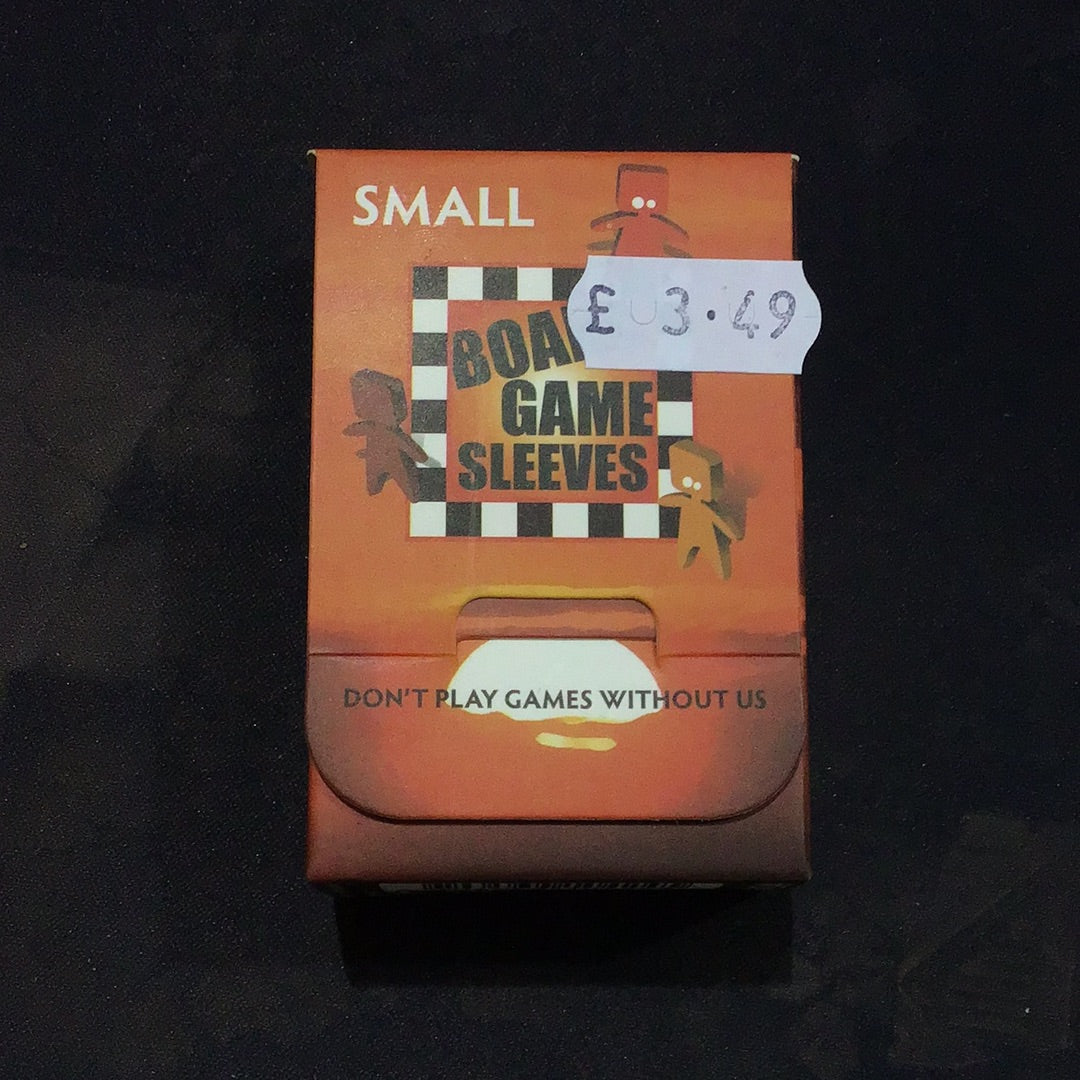 SMALL
£ 3.49
BOA
GAME
SLEEVES
DON'T PLAY GAMES WITHOUT US